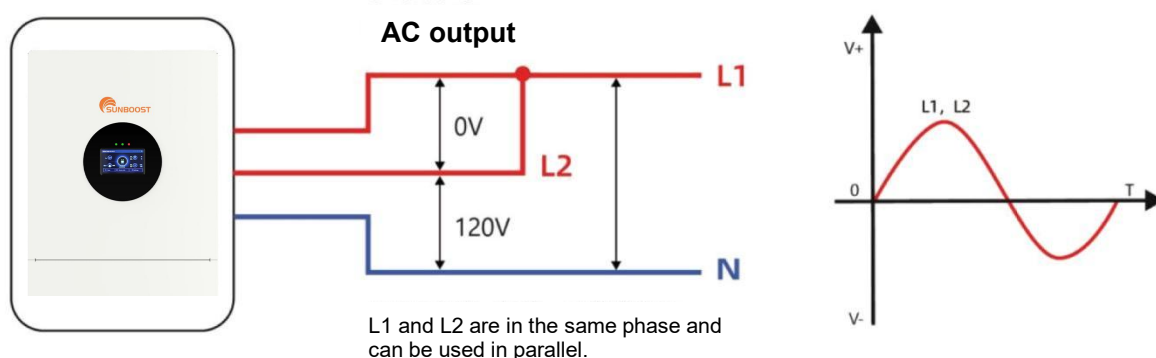 AC output
SUNBOOST
L1
0V
L2
120V
N
L1 and L2 are in the same phase and
can be used in parallel.
V+
L1, L2
0
T
V-